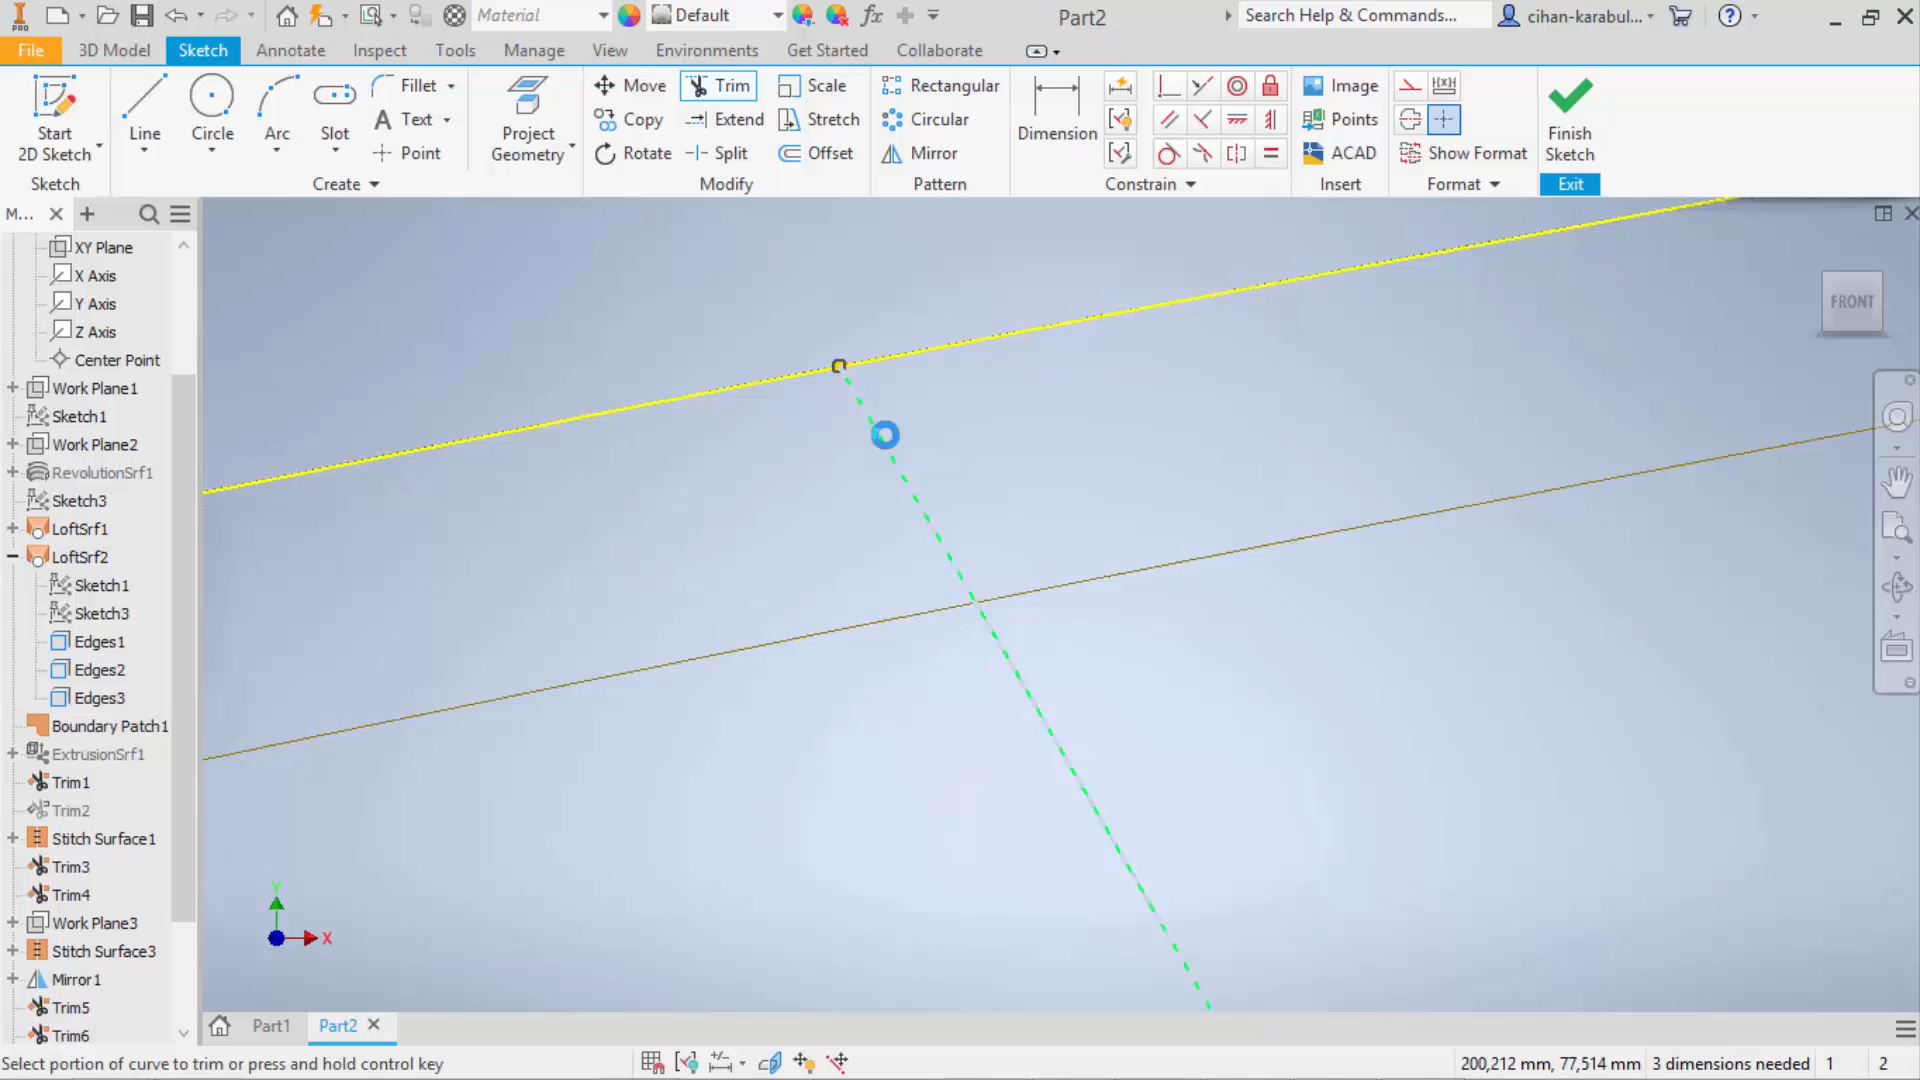 PRO
Material
Default
fx
Part2
Search Help & Commands...
cihan-karabul...
?
File
3D Model
Sketch
Annotate
Inspect
Tools
Manage
View
Environments
Get Started
Collaborate
Start
2D Sketch
Line
Circle
Arc
Slot
Fillet
A Text
Point
Project
Geometry
Move
Copy
Rotate
Trim
Extend
Split
Scale
Stretch
Offset
Rectangular
Circular
Mirror
Dimension
Image
Points
ACAD
Show Format
Finish
Sketch
Sketch
Create
Modify
Pattern
Constrain
Insert
Format
Exit
M...
XY Plane
X Axis
Y Axis
Z Axis
Center Point
Work Plane1
Sketch1
Work Plane2
RevolutionSrf1
Sketch3
LoftSrf1
LoftSrf2
Sketch1
Sketch3
Edges1
Edges2
Edges3
Boundary Patch1
ExtrusionSrf1
Trim1
Trim2
Stitch Surface1
Trim3
Trim4
Work Plane3
Stitch Surface3
Mirror1
Trim5
Trim6
FRONT
Y
X
Part1
Part2
Select portion of curve to trim or press and hold control key
200,212 mm, 77,514 mm
3 dimensions needed
1
2